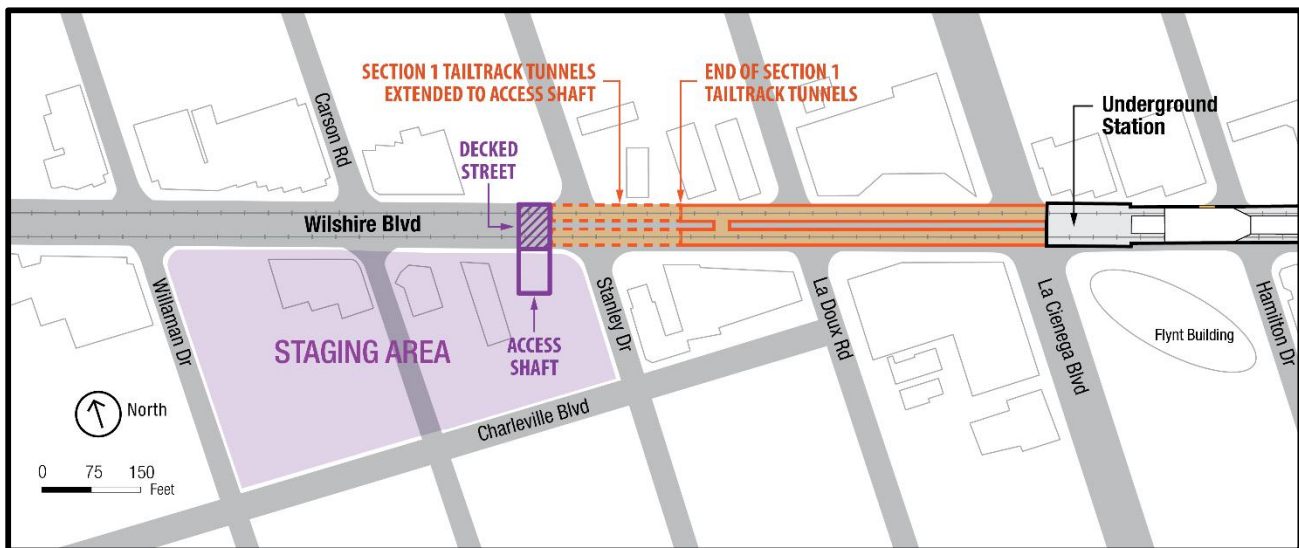 SECTION 1 TAILTRACK TUNNELS
EXTENDED TO ACCESS SHAFT
END OF SECTION 1
TAILTRACK TUNNELS
Underground
Station
Carson Rd
DECKED
STREET
Wilshire Blvd
Willaman Dr
STAGING AREA
ACCESS
SHAFT
Stanley Dr
La Doux Rd
La Cienega Blvd
Flynt Building
Hamilton Dr
Charleville Blvd
North
0 75 150
Feet